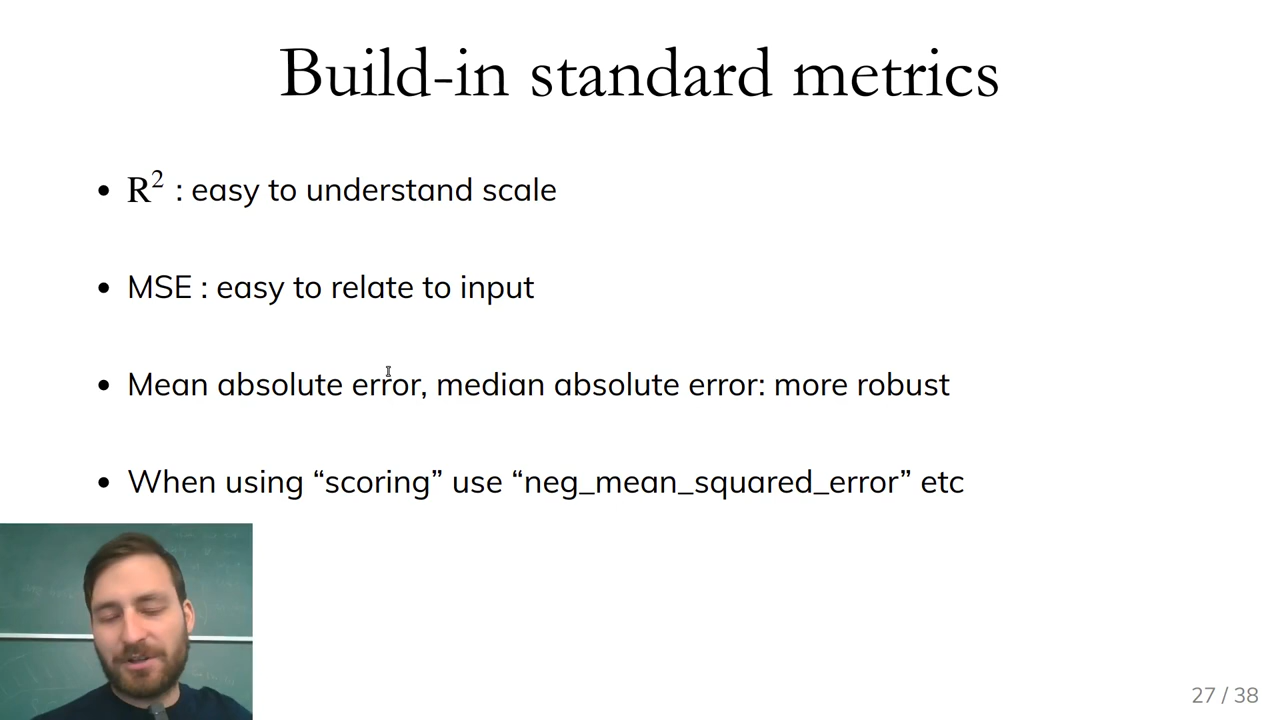 Build-in standard metrics
• R² : easy to understand scale
• MSE : easy to relate to input
• Mean absolute error, median absolute error: more robust
• When using “scoring” use “neg_mean_squared_error” etc
27 / 38